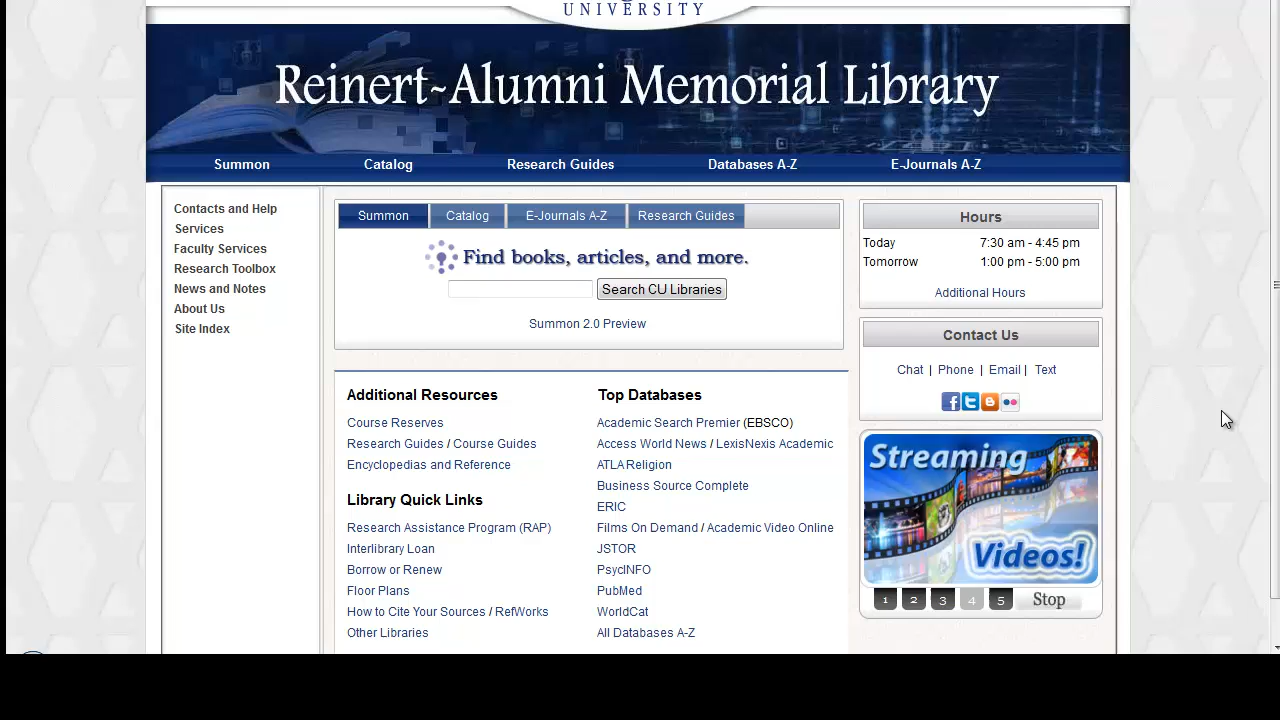 UNIVERSITY
Reinert-Alumni Memorial Library
Summon Catalog Research Guides Databases A-Z E-Journals A-Z
Contacts and Help
Services
Faculty Services
Research Toolbox
News and Notes
About Us
Site Index
Summon Catalog E-Journals A-Z Research Guides
Find books, articles, and more.
Search CU Libraries
Summon 2.0 Preview
Additional Resources
Course Reserves
Research Guides / Course Guides
Encyclopedias and Reference
Library Quick Links
Research Assistance Program (RAP)
Interlibrary Loan
Borrow or Renew
Floor Plans
How to Cite Your Sources / RefWorks
Other Libraries
Top Databases
Academic Search Premier (EBSCO)
Access World News / LexisNexis Academic
ATLA Religion
Business Source Complete
ERIC
Films On Demand / Academic Video Online
JSTOR
PsycINFO
PubMed
WorldCat
All Databases A-Z
Hours
Today 7:30 am - 4:45 pm
Tomorrow 1:00 pm - 5:00 pm
Additional Hours
Contact Us
Chat | Phone | Email | Text
Streaming
Videos!
1 2 3 4 5 Stop